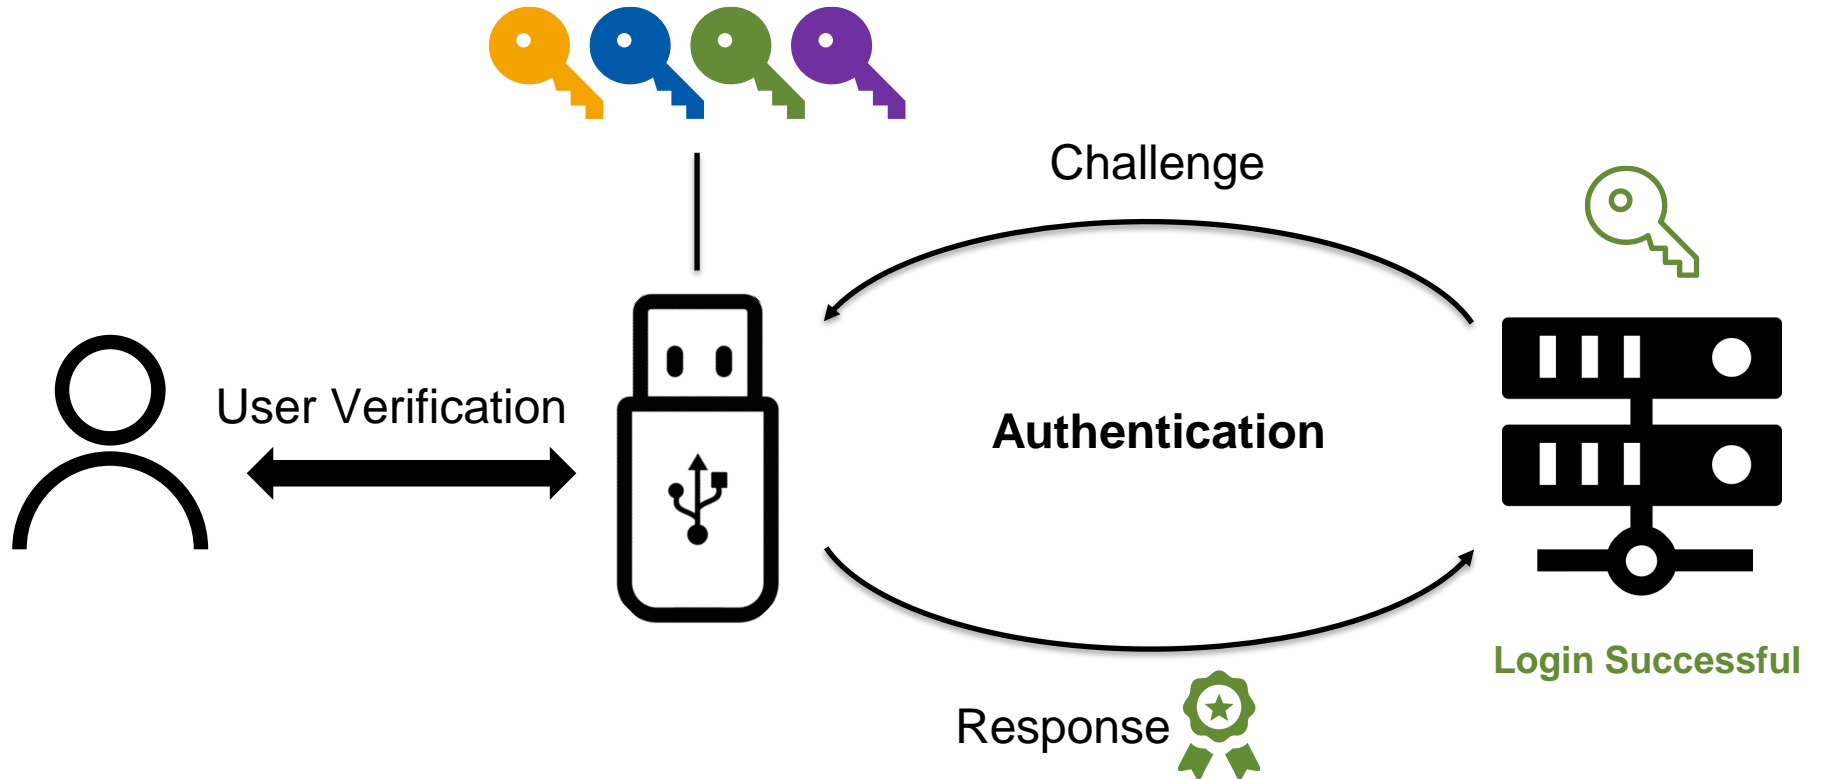 Challenge
User Verification
Authentication
Login Successful
Response